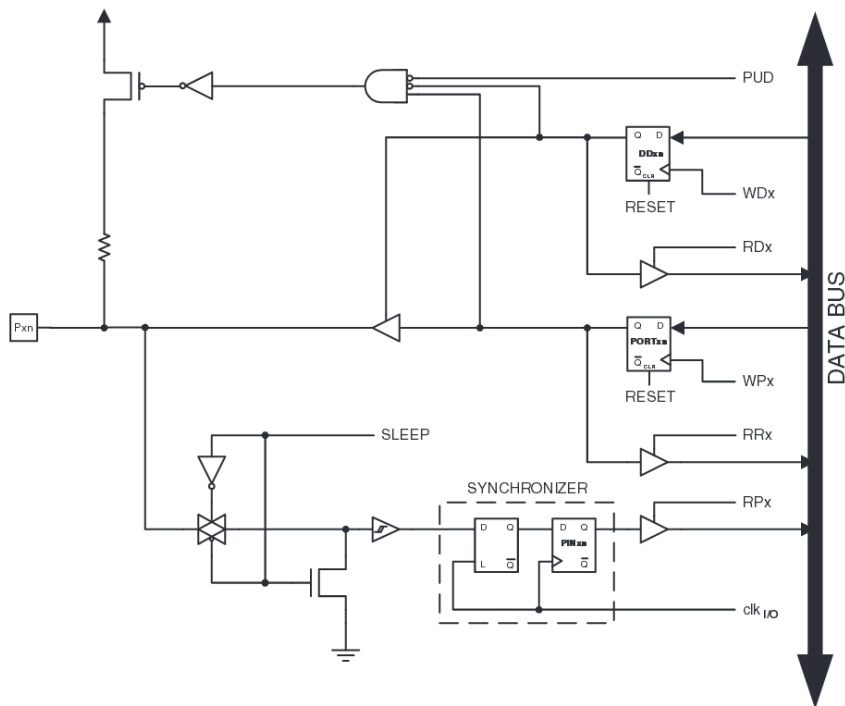 PUD
Q D
DDxn
Q CLR
WDx
RESET
RDx
Pxn
Q D
PORTxn
Q CLR
WPx
RESET
DATA BUS
SLEEP
RRx
SYNCHRONIZER
RPx
D Q
L Q
D Q
PINxn
Q
clk I/O